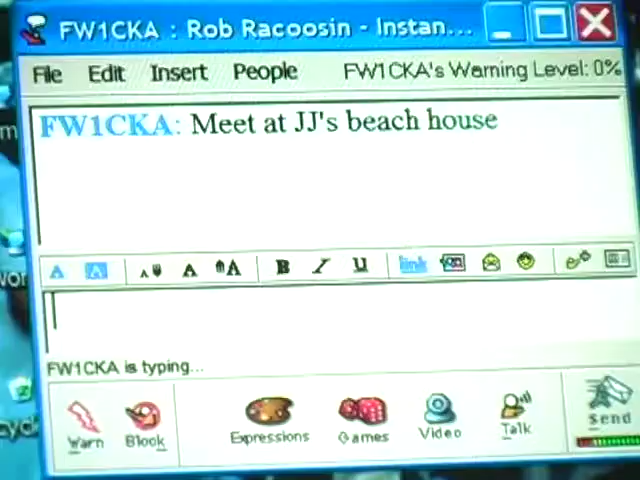 FW1CKA : Rob Racoosin - Instan...
File Edit Insert People FW1CKA's Warning Level: 0%
FW1CKA: Meet at JJ's beach house
A A A A A B I U link
FW1CKA is typing...
Warn Block Expressions Games Video Talk Send